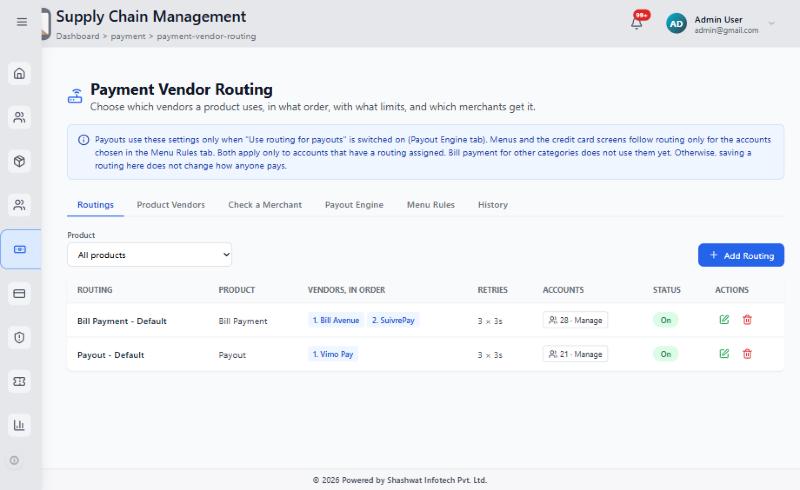 Supply Chain Management
Dashboard > payment > payment-vendor-routing
99+
AD
Admin User
admin@gmail.com
Payment Vendor Routing
Choose which vendors a product uses, in what order, with what limits, and which merchants get it.
Payouts use these settings only when "Use routing for payouts" is switched on (Payout Engine tab). Menus and the credit card screens follow routing only for the accounts
chosen in the Menu Rules tab. Both apply only to accounts that have a routing assigned. Bill payment for other categories does not use them yet. Otherwise, saving a
routing here does not change how anyone pays.
Routings Product Vendors Check a Merchant Payout Engine Menu Rules History
Product
All products
+ Add Routing
ROUTING PRODUCT VENDORS, IN ORDER RETRIES ACCOUNTS STATUS ACTIONS
Bill Payment - Default Bill Payment 1. Bill Avenue 2. SuivrePay 3 × 3s 28 · Manage On
Payout - Default Payout 1. Vimo Pay 3 × 3s 21 · Manage On
© 2026 Powered by Shashwat Infotech Pvt. Ltd.